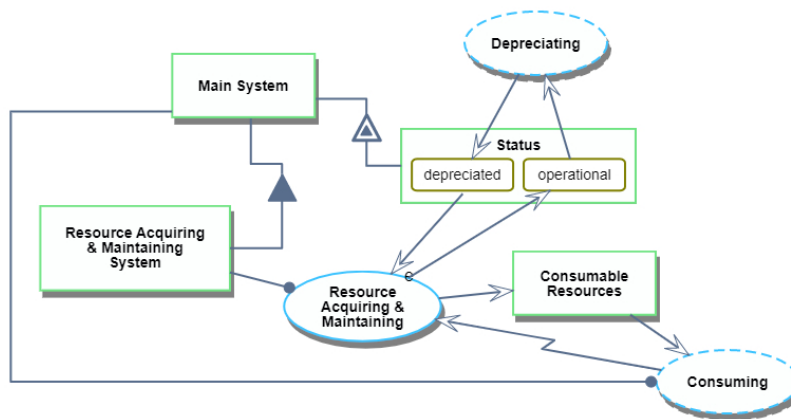 Depreciating
Main System
Status
depreciated
operational
Resource Acquiring
& Maintaining
System
Consumable
Resources
e
Resource
Acquiring &
Maintaining
Consuming